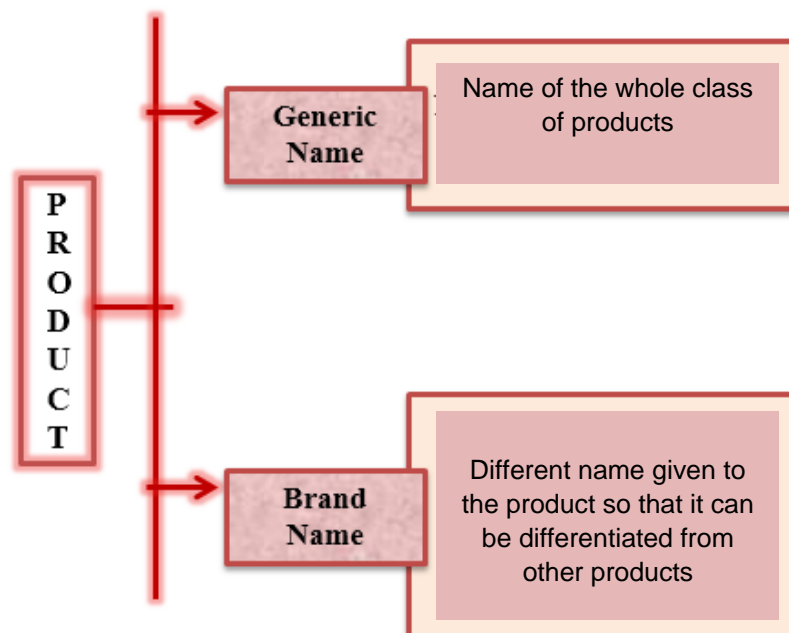 P
R
O
D
U
C
T
Generic
Name
Name of the whole class
of products
Brand
Name
Different name given to
the product so that it can
be differentiated from
other products